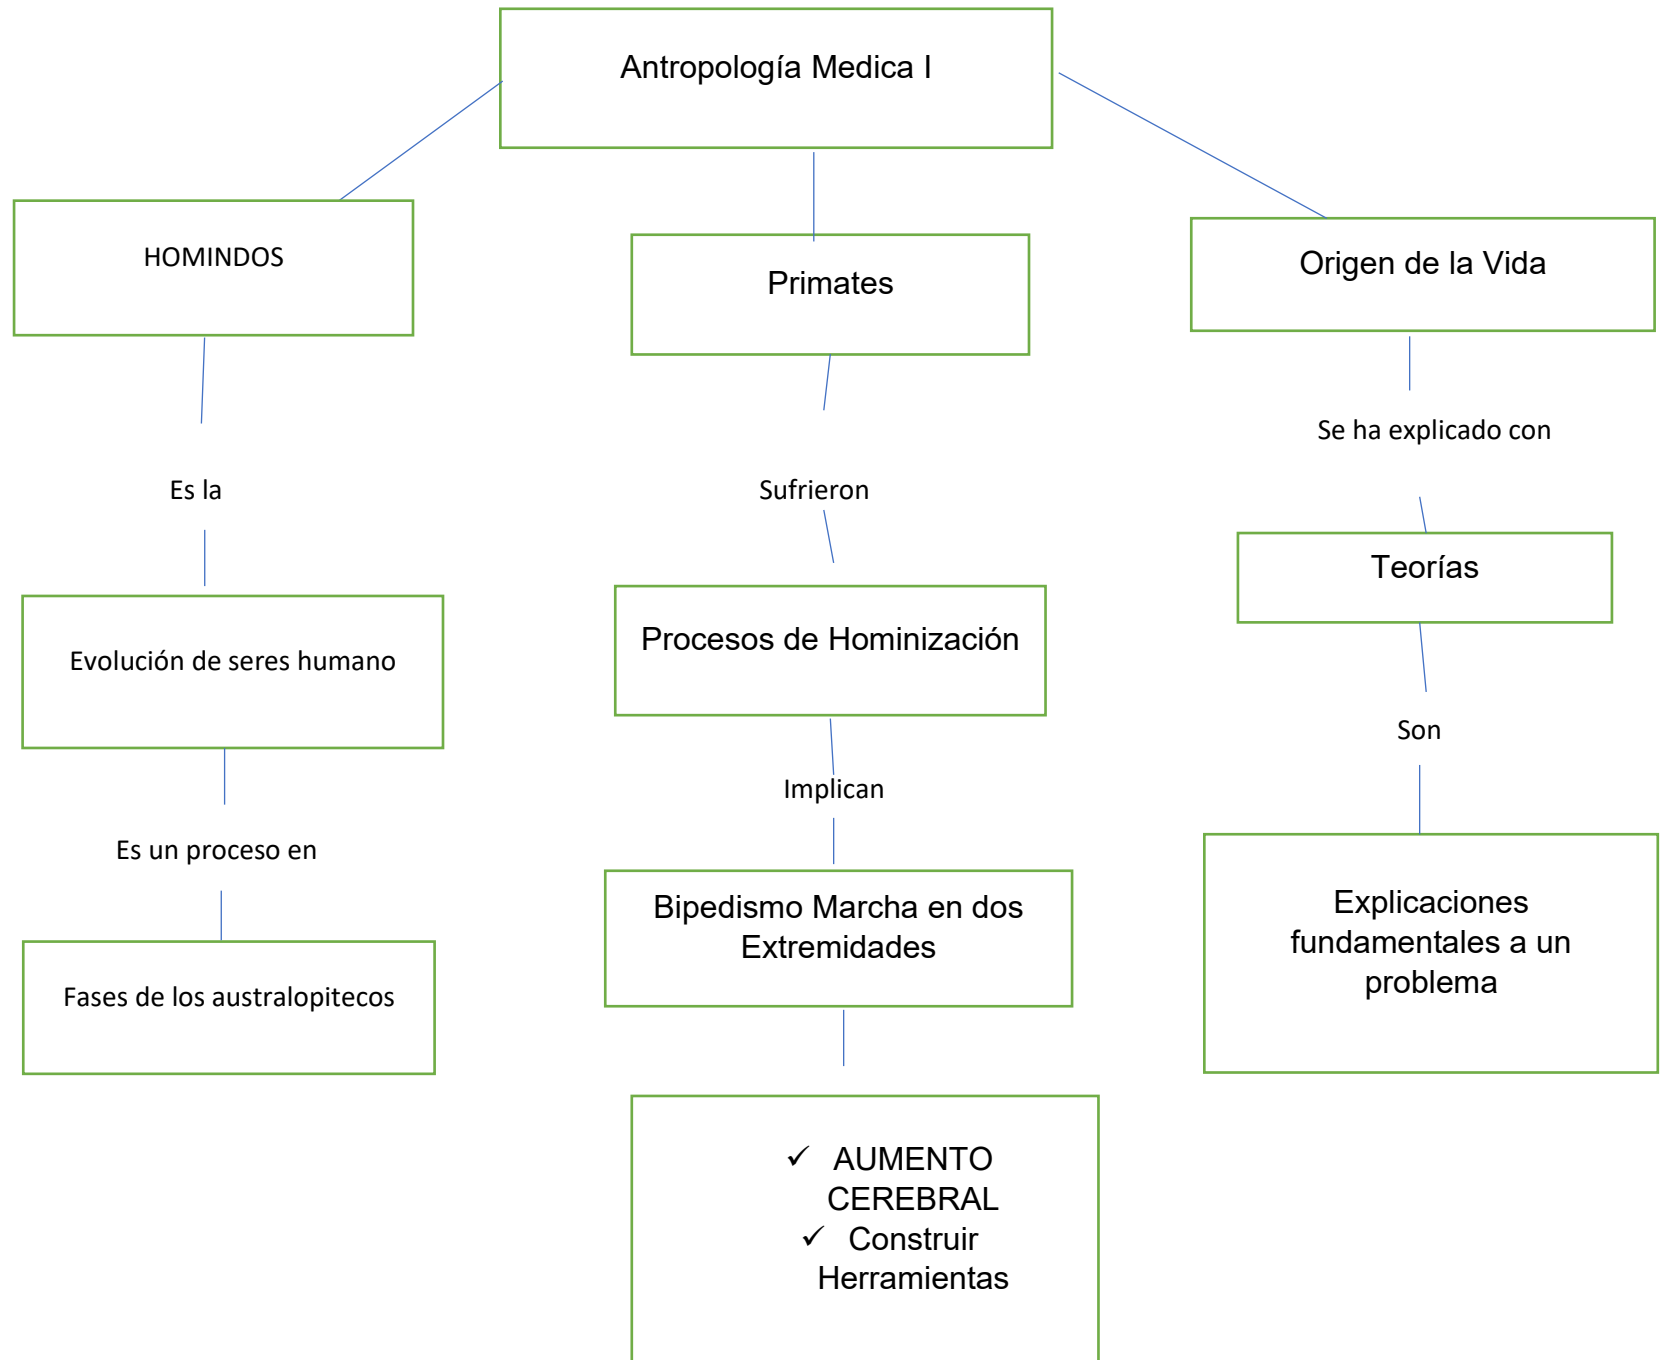 Antropología Medica I
HOMINDOS
Primates
Origen de la Vida
Es la
Sufrieron
Se ha explicado con
Evolución de seres humano
Procesos de Hominización
Teorías
Es un proceso en
Implican
Son
Fases de los australopitecos
Bipedismo Marcha en dos
Extremidades
Explicaciones
fundamentales a un
problema
✓ AUMENTO
CEREBRAL
✓ Construir
Herramientas